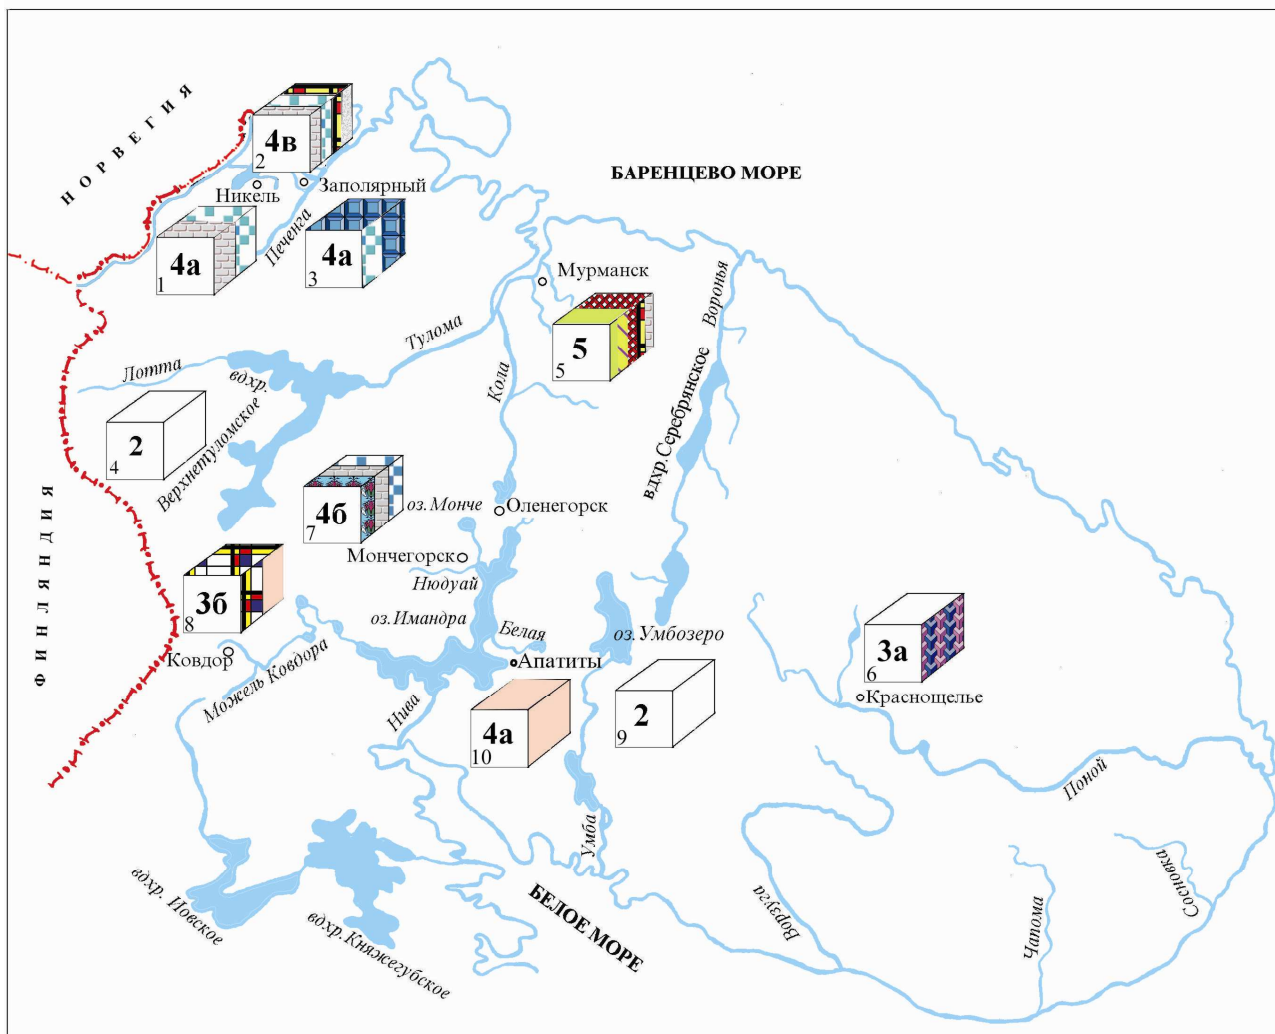 НОРВЕГИЯ
4в
2
БАРЕНЦЕВО МОРЕ
Заполярный
Никель
Печенга
4а
1
4а
3
Мурманск
Воронья
5
5
Тулома
Кола
Лотта
вдхр.
Верхнетуломское
вдхр.Серебрянское
2
4
4б
7
оз.Монче
Оленегорск
ФИНЛЯНДИЯ
Мончегорск
Нюдуай
3б
8
оз.Имандра
Белая
оз.Умбозеро
3а
6
Ковдор
Можель Ковдора
Апатиты
Краснощелье
Нива
4а
10
2
9
Поной
Умба
Варзуга
Чапома
Сосновка
БЕЛОЕ МОРЕ
вдхр. Иовское
вдхр.Княжегубское